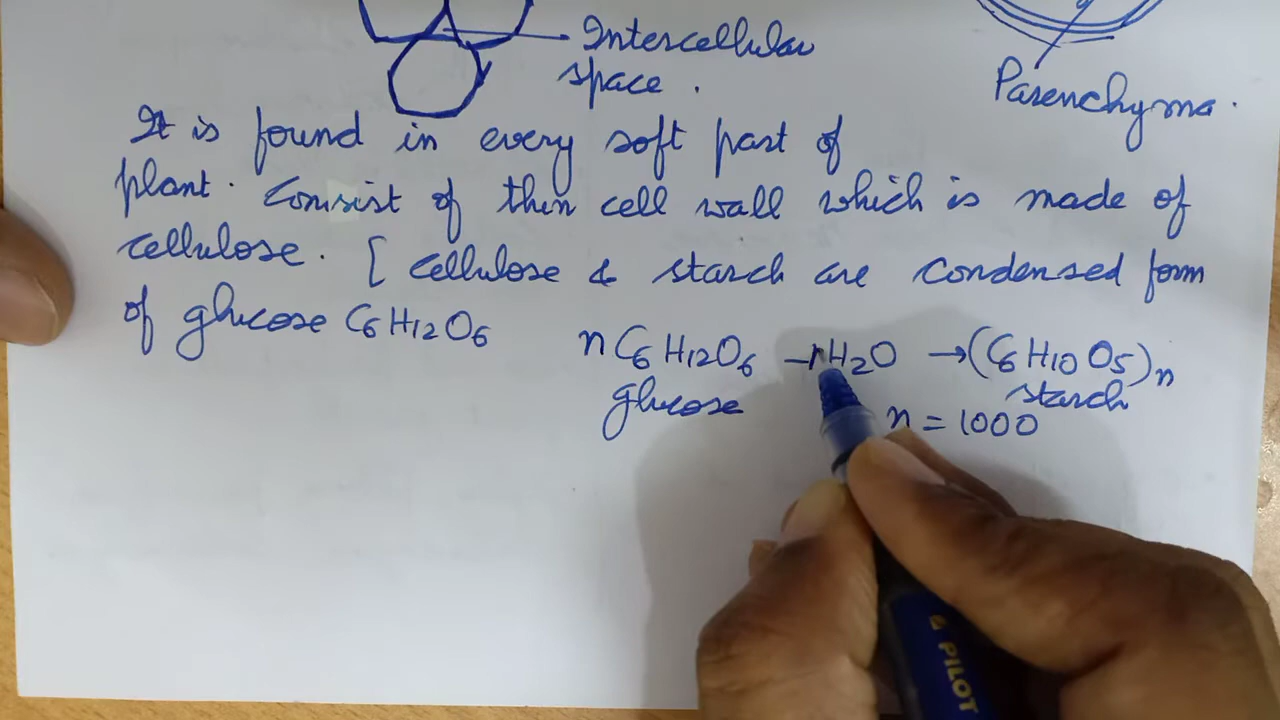 Intercellular
space.
Parenchyma.
It is found in every soft part of
plant. Consist of thin cell wall which is made of
cellulose. [ cellulose & starch are condensed form
of glucose C6H12O6 n C6H12O6 -nH2O → (C6H10O5)n
glucose starch
n = 1000
PILOT